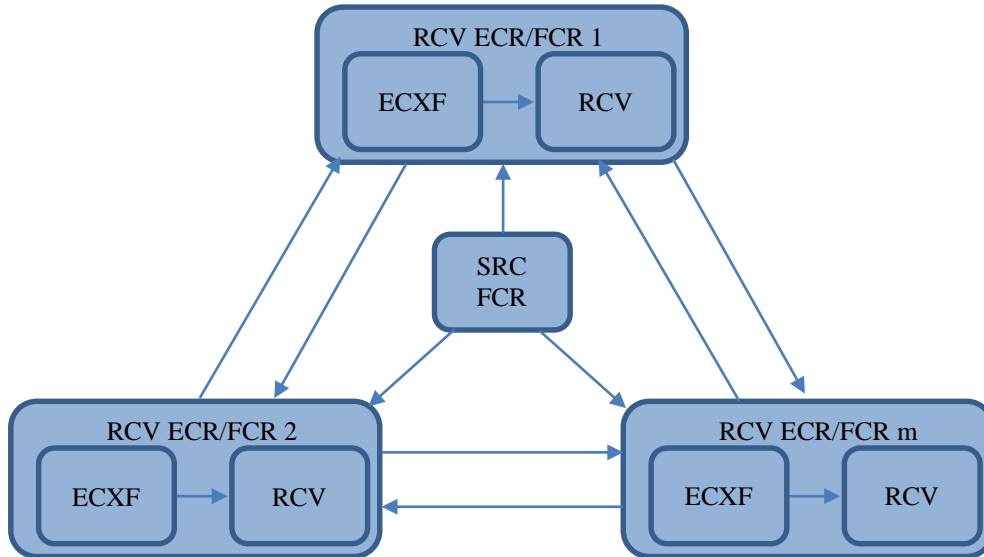 RCV ECR/FCR 1
ECXF
RCV
SRC
FCR
RCV ECR/FCR 2
ECXF
RCV
RCV ECR/FCR m
ECXF
RCV